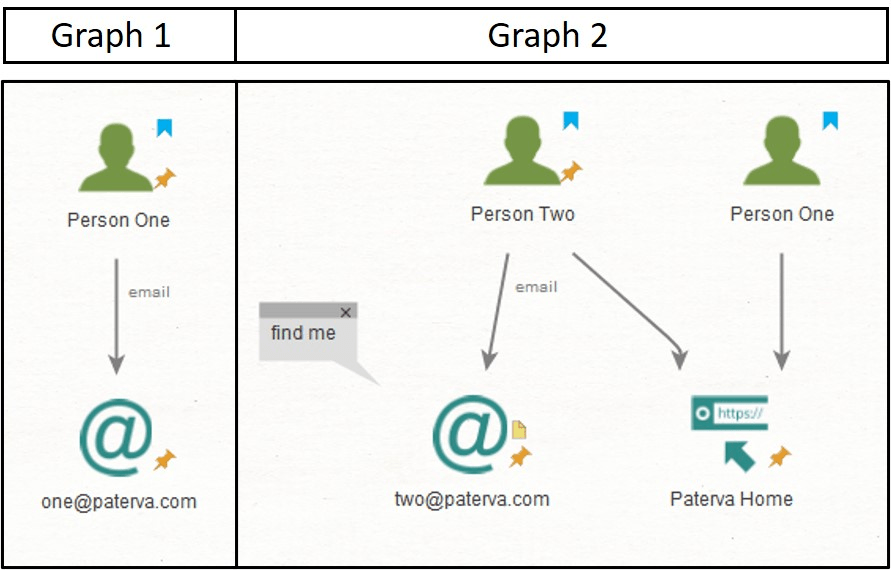 Graph 1
Graph 2
Person One
email
one@paterva.com
Person Two
Person One
email
find me
https://
two@paterva.com
Paterva Home